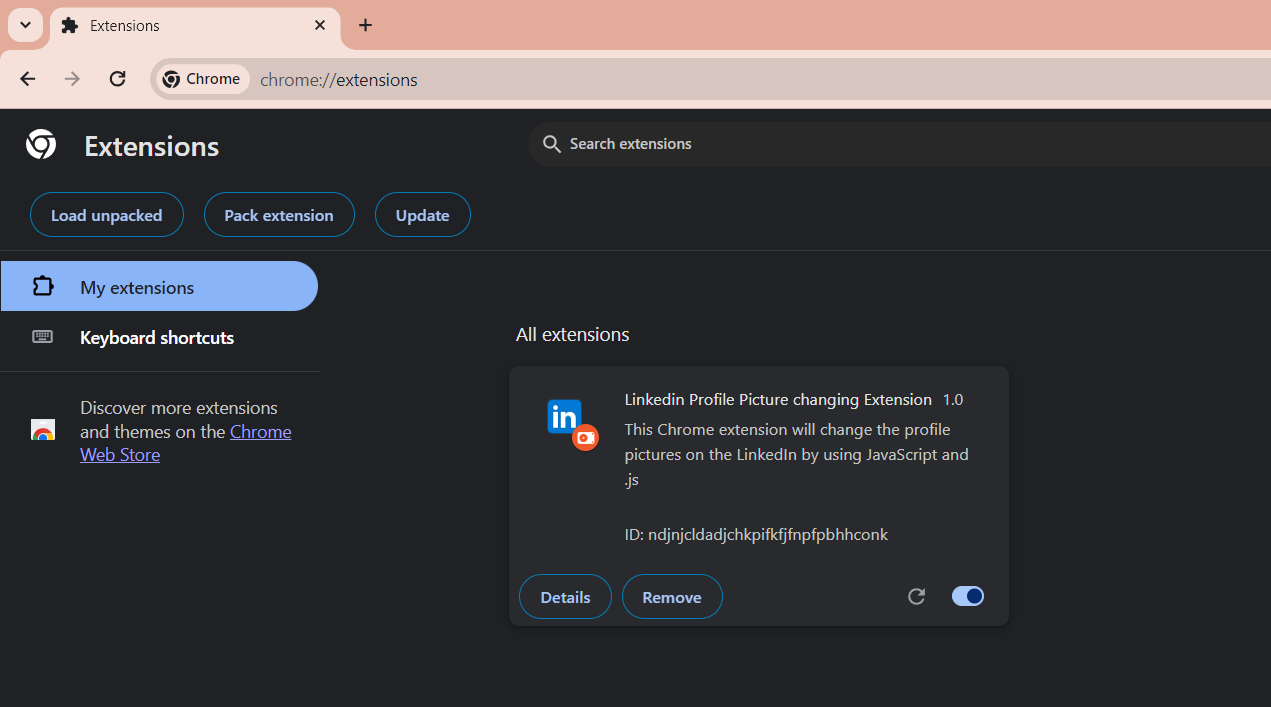 Extensions
Chrome
chrome://extensions
Extensions
Search extensions
Load unpacked
Pack extension
Update
My extensions
Keyboard shortcuts
Discover more extensions
and themes on the Chrome
Web Store
All extensions
in
Linkedin Profile Picture changing Extension 1.0
This Chrome extension will change the profile
pictures on the LinkedIn by using JavaScript and
.js
ID: ndjnjcldadjchkpifkfjfnpfpbhhconk
Details
Remove